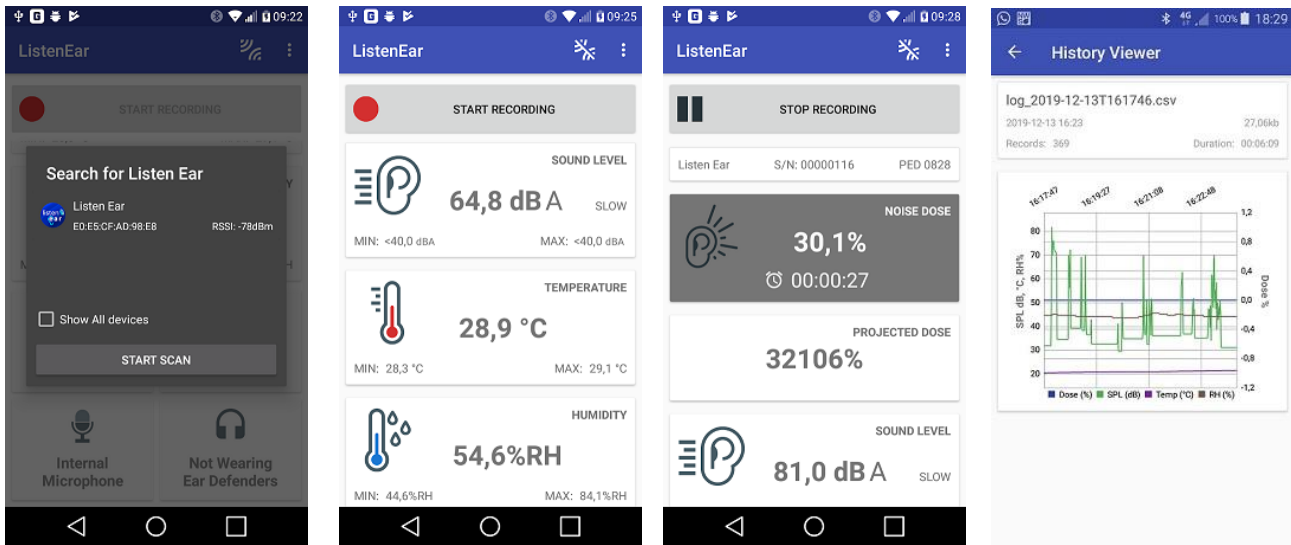 09:22
ListenEar
START RECORDING
Search for Listen Ear
Listen Ear
E0:E5:CF:AD:98:E8 RSSI: -78dBm
Show All devices
START SCAN
Internal Microphone
Not Wearing Ear Defenders
09:25
ListenEar
START RECORDING
SOUND LEVEL
64,8 dB A SLOW
MIN: <40,0 dBA MAX: <40,0 dBA
TEMPERATURE
28,9 °C
MIN: 28,3 °C MAX: 29,1 °C
HUMIDITY
54,6%RH
MIN: 44,6%RH MAX: 84,1%RH
09:28
ListenEar
STOP RECORDING
Listen Ear S/N: 00000116 PED 0828
NOISE DOSE
30,1%
00:00:27
PROJECTED DOSE
32106%
SOUND LEVEL
81,0 dB A SLOW
4G 100% 18:29
History Viewer
log_2019-12-13T161746.csv
2019-12-13 16:23 27,06kb
Records: 369 Duration: 00:06:09
16:17:47 16:19:27 16:21:08 16:22:48
SPL dB, °C, RH%
80
70
60
50
40
30
20
1,2
0,8
0,4
0,0
-0,4
-0,8
-1,2
Dose %
Dose (%) SPL (dB) Temp (°C) RH (%)